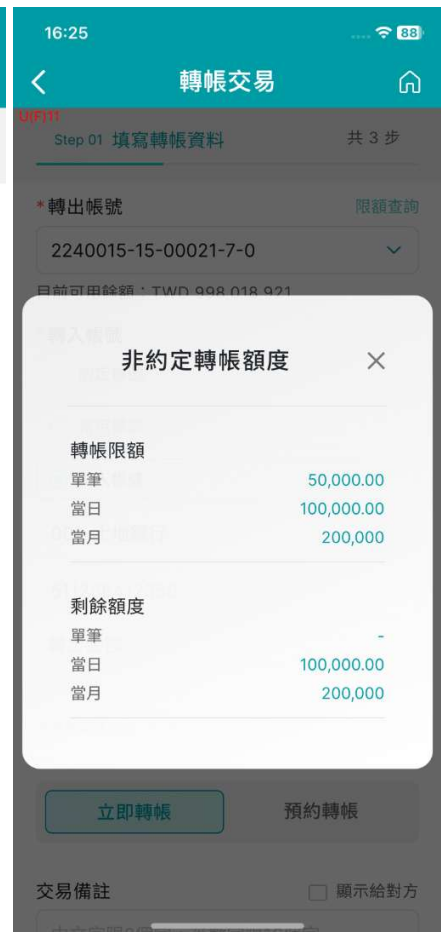 16:25
88
轉帳交易
U(F)11
Step 01 填寫轉帳資料
共 3 步
*轉出帳號
限額查詢
2240015-15-00021-7-0
目前可用餘額：TWD 998,018,921
轉入帳號
非約定轉帳額度
轉帳限額
單筆 50,000.00
當日 100,000.00
當月 200,000
剩餘額度
單筆 -
當日 100,000.00
當月 200,000
立即轉帳
預約轉帳
交易備註
顯示給對方